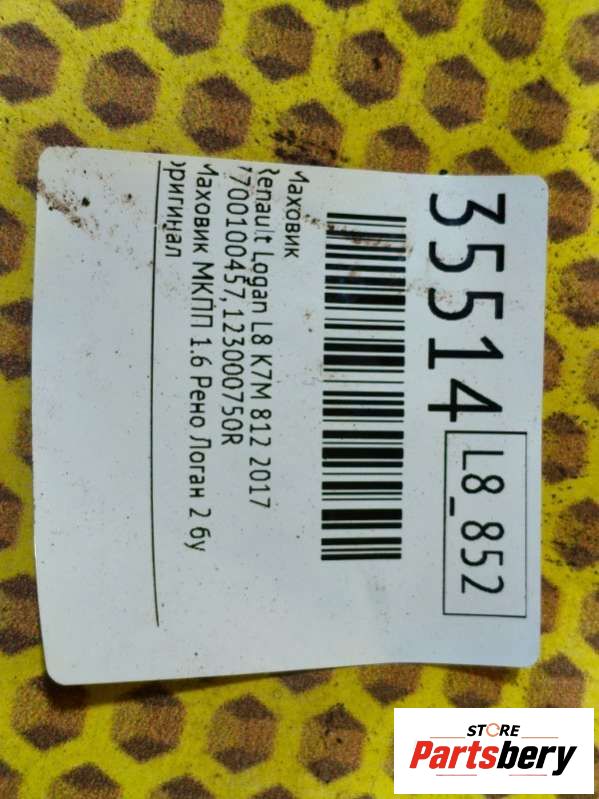 35514 L8_852
Маховик
Renault Logan L8 K7M 812 2017
7700100457,123000750R
Маховик МКПП 1.6 Рено Логан 2 бу
оригинал
STORE
Partsbery